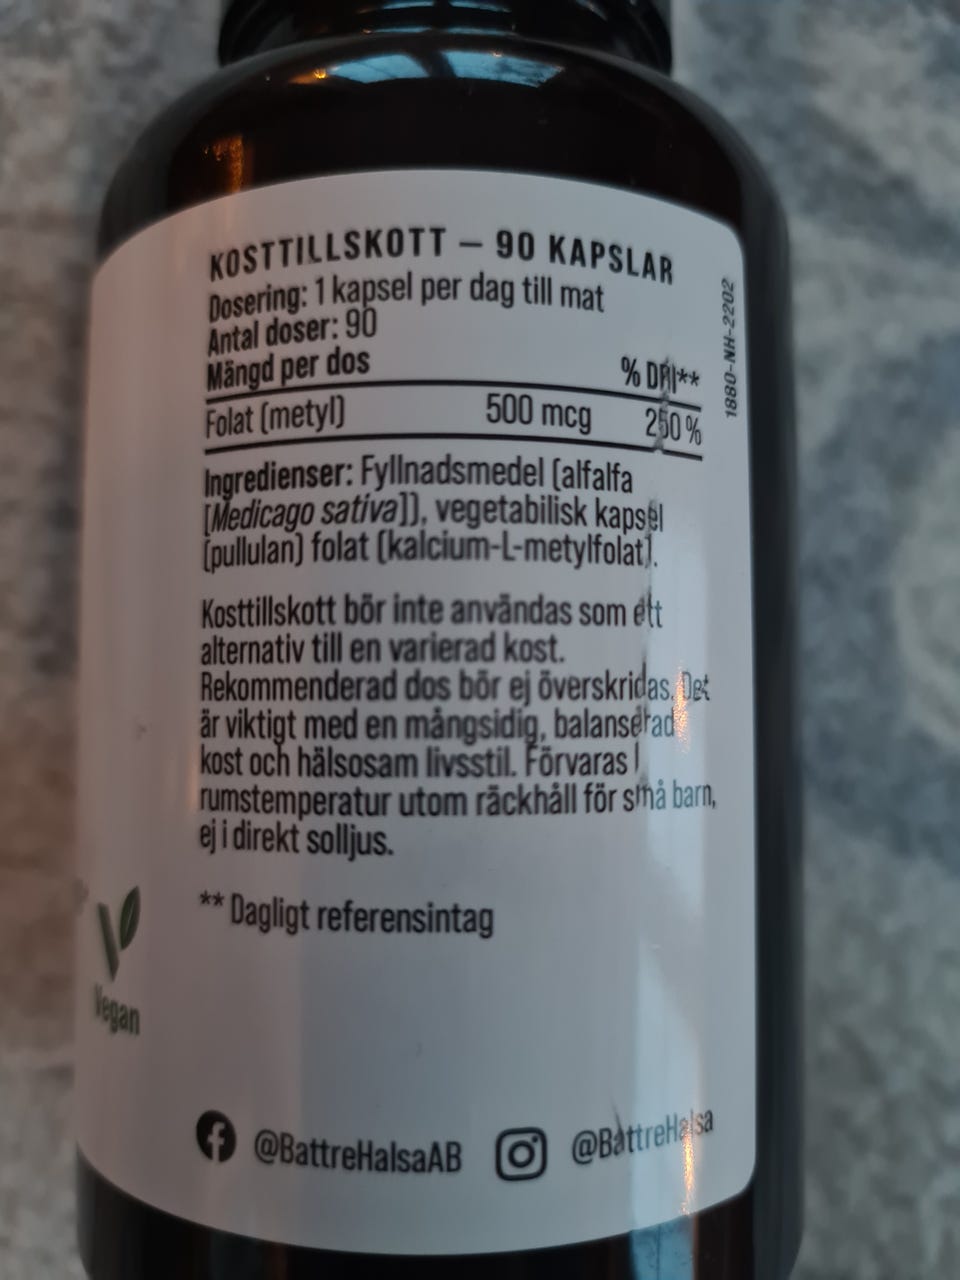 KOSTTILLSKOTT – 90 KAPSLAR
Dosering: 1 kapsel per dag till mat
Antal doser: 90
Mängd per dos % DRI**
Folat (metyl) 500 mcg 250 %
Ingredienser: Fyllnadsmedel (alfalfa
[Medicago sativa]), vegetabilisk kapsel
(pullulan) folat (kalcium-L-metylfolat).
Kosttillskott bör inte användas som ett
alternativ till en varierad kost.
Rekommenderad dos bör ej överskridas. Det
är viktigt med en mångsidig, balanserad
kost och hälsosam livsstil. Förvaras I
rumstemperatur utom räckhåll för små barn,
ej i direkt solljus.
** Dagligt referensintag
Vegan
@BattreHalsaAB @BattreHalsa
1880-NH-2202